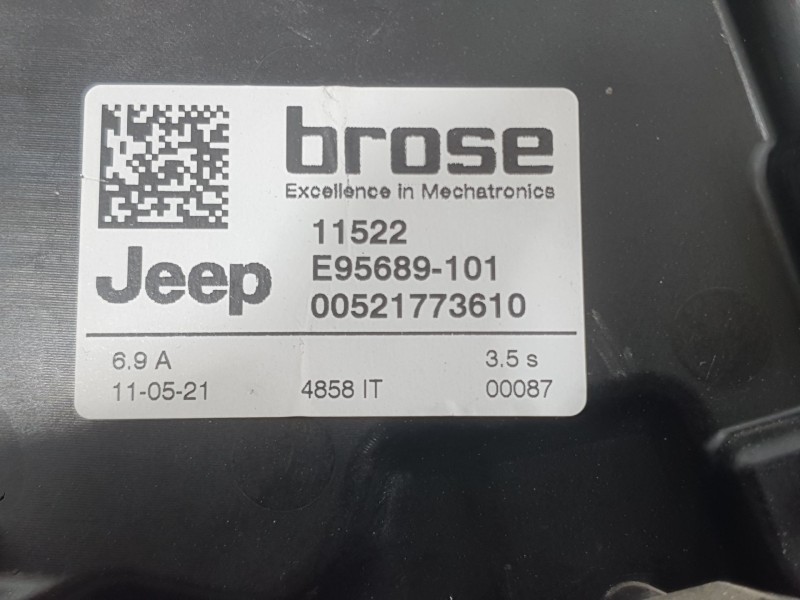 brose
Excellence in Mechatronics
11522
Jeep E95689-101
00521773610
6.9 A 3.5 s
11-05-21 4858 IT 00087